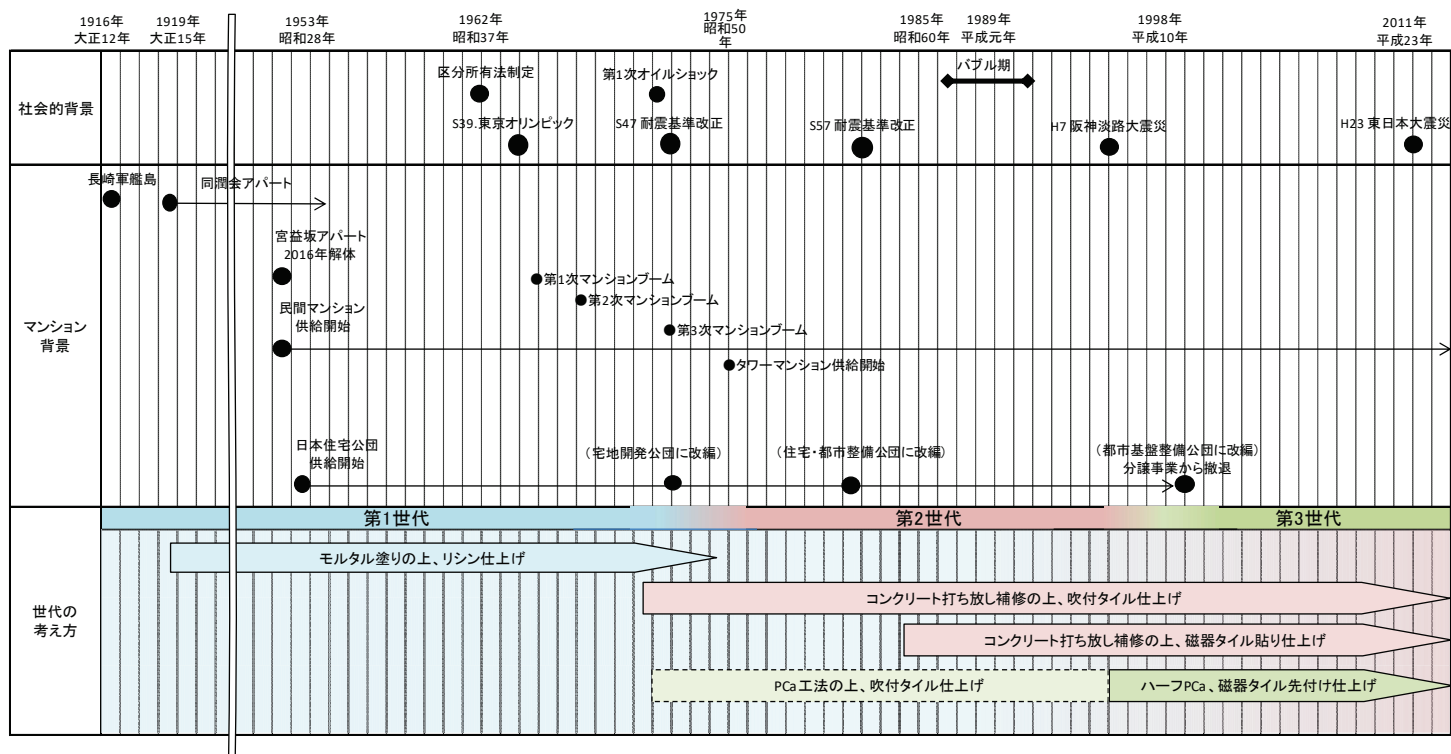 1916年
大正12年
1919年
大正15年
1953年
昭和28年
1962年
昭和37年
1975年
昭和50
年
1985年
昭和60年
1989年
平成元年
1998年
平成10年
2011年
平成23年
社会的背景
区分所有法制定
第1次オイルショック
バブル期
S39.東京オリンピック
S47 耐震基準改正
S57 耐震基準改正
H7 阪神淡路大震災
H23 東日本大震災
マンション
背景
長崎軍艦島
同潤会アパート
宮益坂アパート
2016年解体
民間マンション
供給開始
第1次マンションブーム
第2次マンションブーム
第3次マンションブーム
タワーマンション供給開始
日本住宅公団
供給開始
（宅地開発公団に改編）
（住宅・都市整備公団に改編）
（都市基盤整備公団に改編）
分譲事業から撤退
世代の
考え方
第1世代
第2世代
第3世代
モルタル塗りの上、リシン仕上げ
コンクリート打ち放し補修の上、吹付タイル仕上げ
コンクリート打ち放し補修の上、磁器タイル貼り仕上げ
PCa工法の上、吹付タイル仕上げ
ハーフPCa、磁器タイル先付け仕上げ